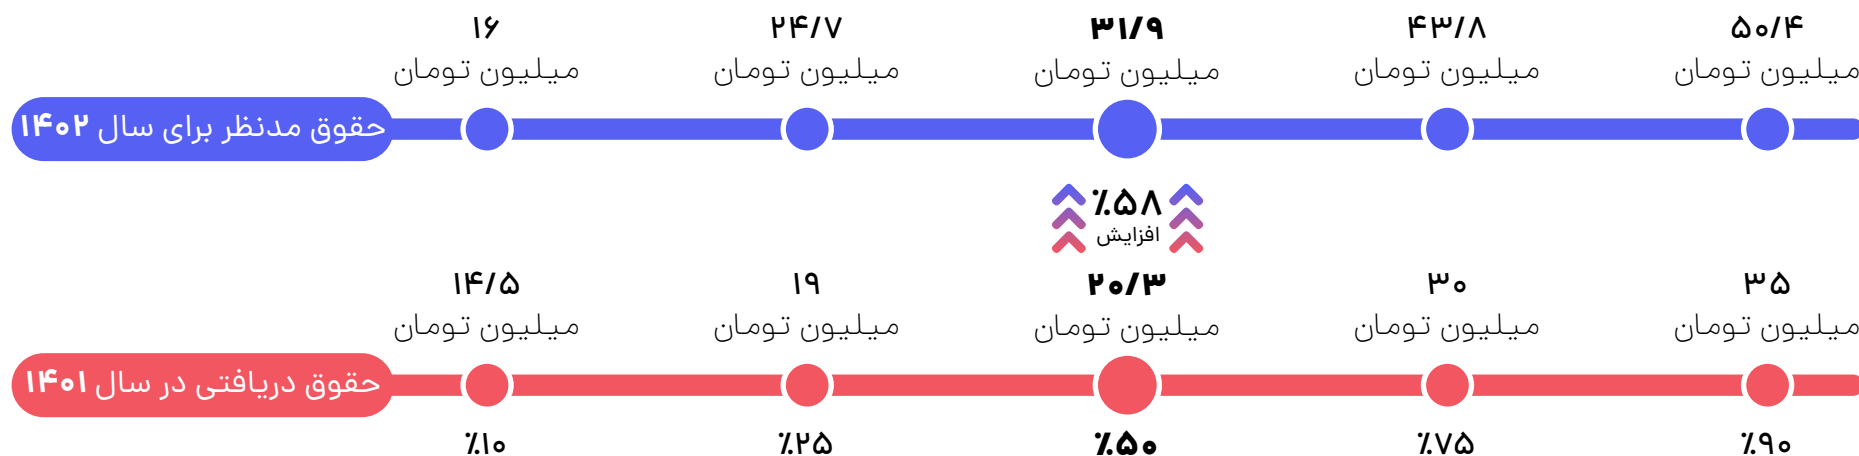 ۱۶
میلیون تومان
۲۴/۷
میلیون تومان
۳۱/۹
میلیون تومان
۴۳/۸
میلیون تومان
۵۰/۴
میلیون تومان
حقوق مدنظر برای سال ۱۴۰۲
٪۵۸
افزایش
۱۴/۵
میلیون تومان
۱۹
میلیون تومان
۲۰/۳
میلیون تومان
۳۰
میلیون تومان
۳۵
میلیون تومان
حقوق دریافتی در سال ۱۴۰۱
٪۱۰
٪۲۵
٪۵۰
٪۷۵
٪۹۰